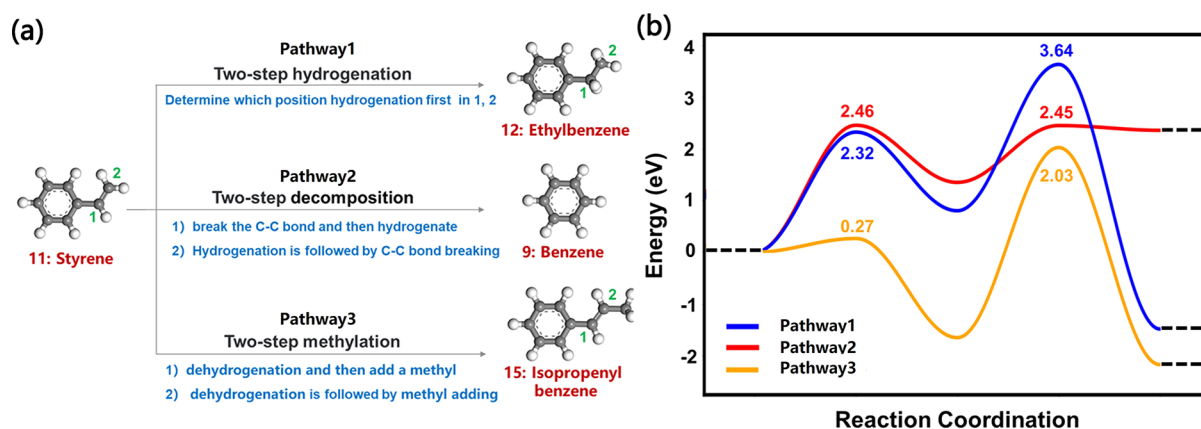 (a)
Pathway1
Two-step hydrogenation
Determine which position hydrogenation first in 1, 2
2
1
12: Ethylbenzene
2
1
11: Styrene
Pathway2
Two-step decomposition
1) break the C-C bond and then hydrogenate
2) Hydrogenation is followed by C-C bond breaking
9: Benzene
Pathway3
Two-step methylation
1) dehydrogenation and then add a methyl
2) dehydrogenation is followed by methyl adding
2
1
15: Isopropenyl
benzene
(b)
Energy (eV)
4
3
2
1
0
-1
-2
2.46
2.32
0.27
3.64
2.45
2.03
Pathway1
Pathway2
Pathway3
Reaction Coordination